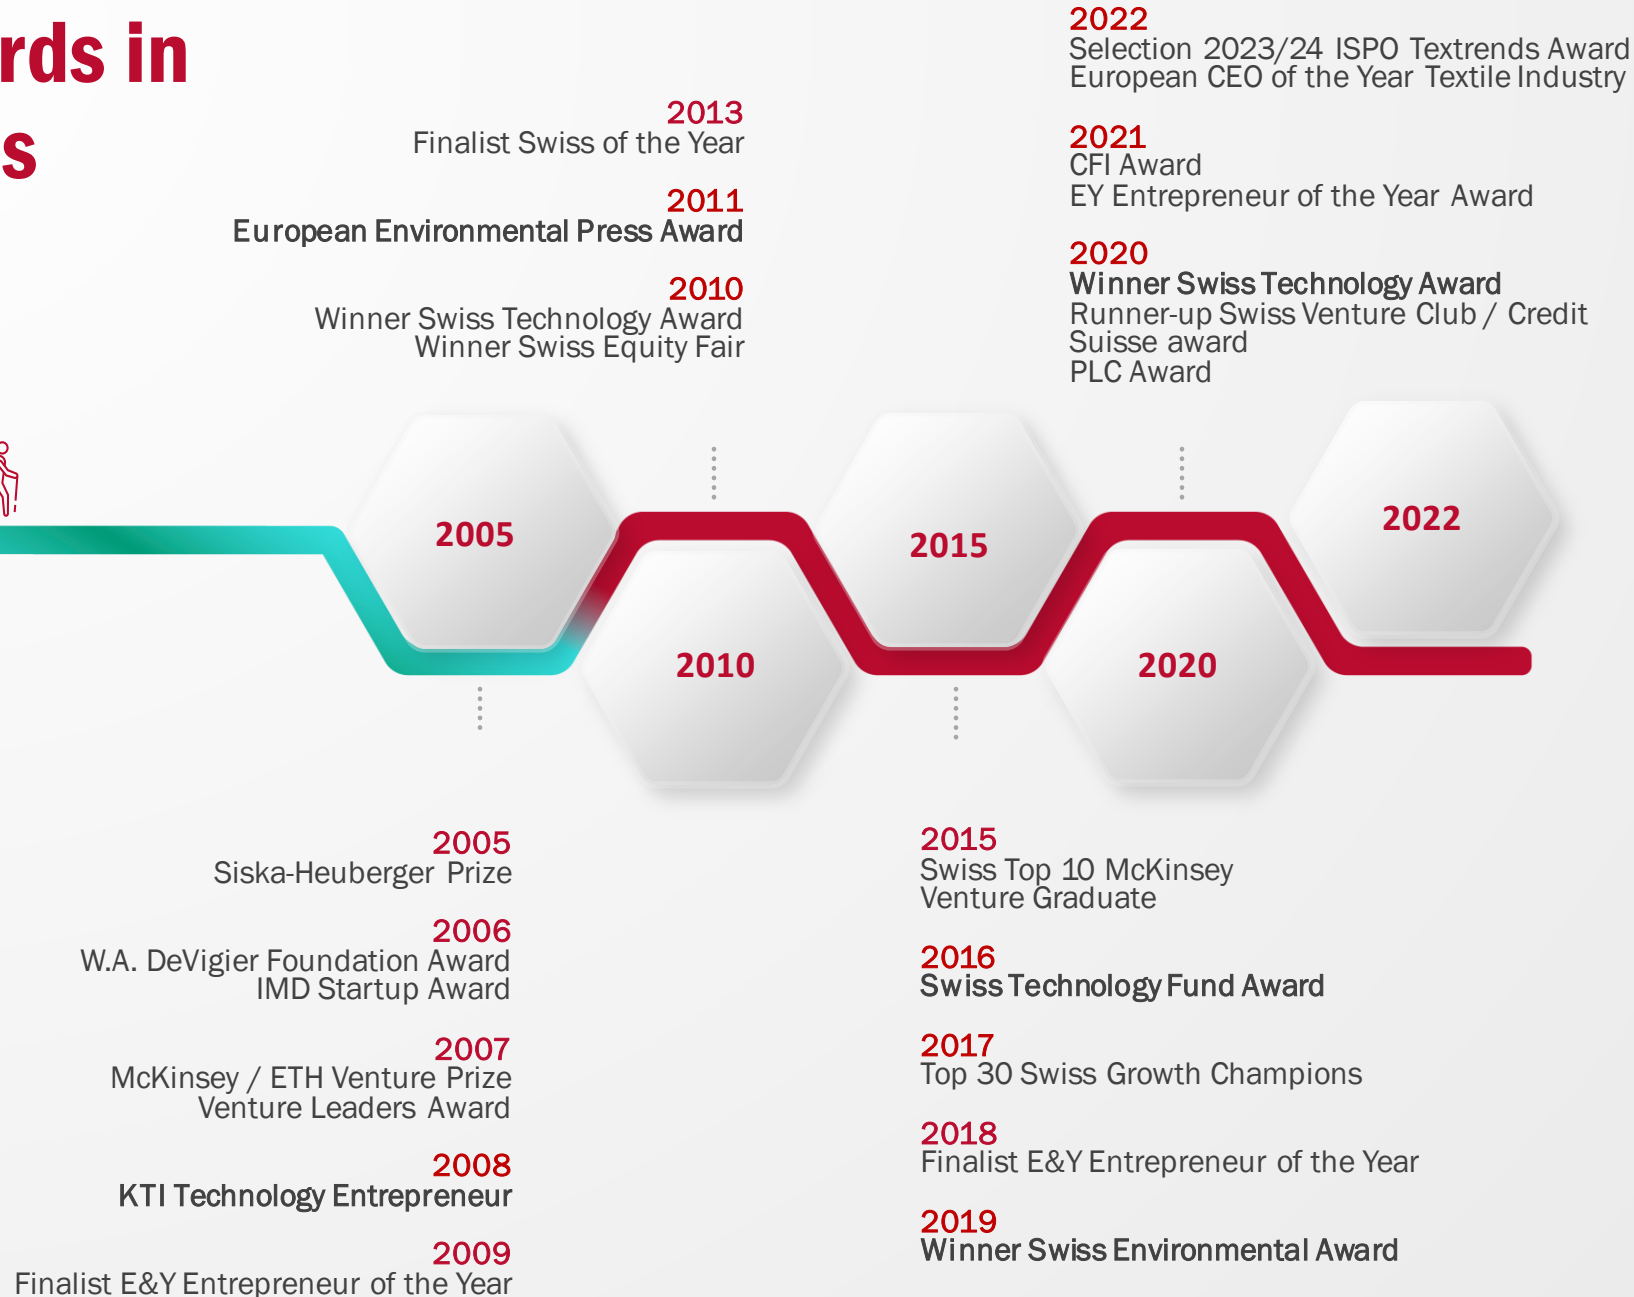 rds in
s
2013
Finalist Swiss of the Year
2011
European Environmental Press Award
2010
Winner Swiss Technology Award
Winner Swiss Equity Fair
2022
Selection 2023/24 ISPO Textrends Award
European CEO of the Year Textile Industry
2021
CFI Award
EY Entrepreneur of the Year Award
2020
Winner Swiss Technology Award
Runner-up Swiss Venture Club / Credit
Suisse award
PLC Award
2005
2010
2015
2020
2022
2005
Siska-Heuberger Prize
2006
W.A. DeVigier Foundation Award
IMD Startup Award
2007
McKinsey / ETH Venture Prize
Venture Leaders Award
2008
KTI Technology Entrepreneur
2009
Finalist E&Y Entrepreneur of the Year
2015
Swiss Top 10 McKinsey
Venture Graduate
2016
Swiss Technology Fund Award
2017
Top 30 Swiss Growth Champions
2018
Finalist E&Y Entrepreneur of the Year
2019
Winner Swiss Environmental Award